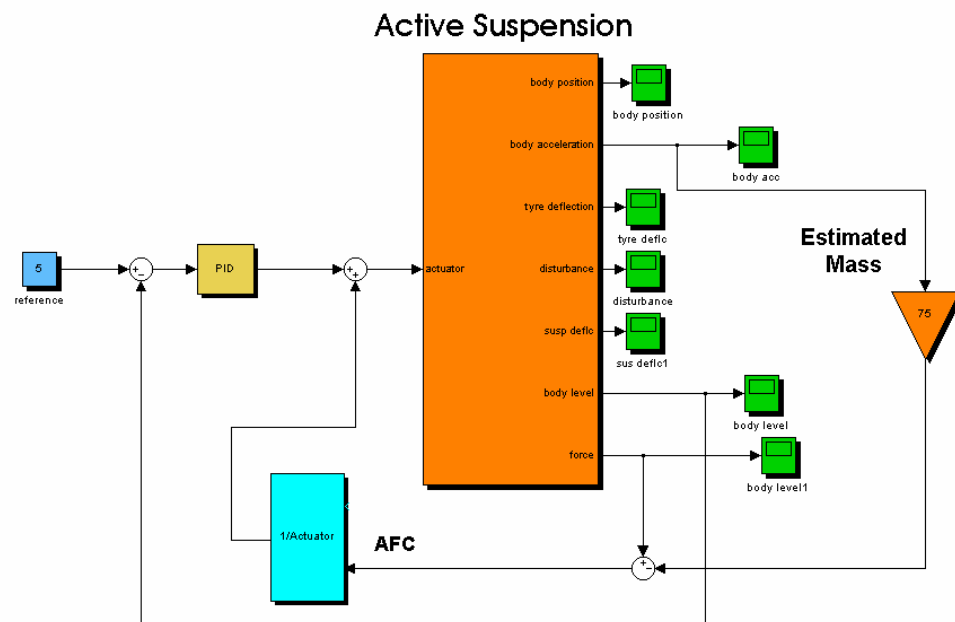 Active Suspension
body position
body position
body acceleration
body acc
tyre deflection
tyre deflc
Estimated
Mass
5
reference
+
−
PID
+
+
actuator
disturbance
disturbance
75
susp deflc
sus deflc1
body level
body level
force
body level1
1/Actuator
AFC
+
−